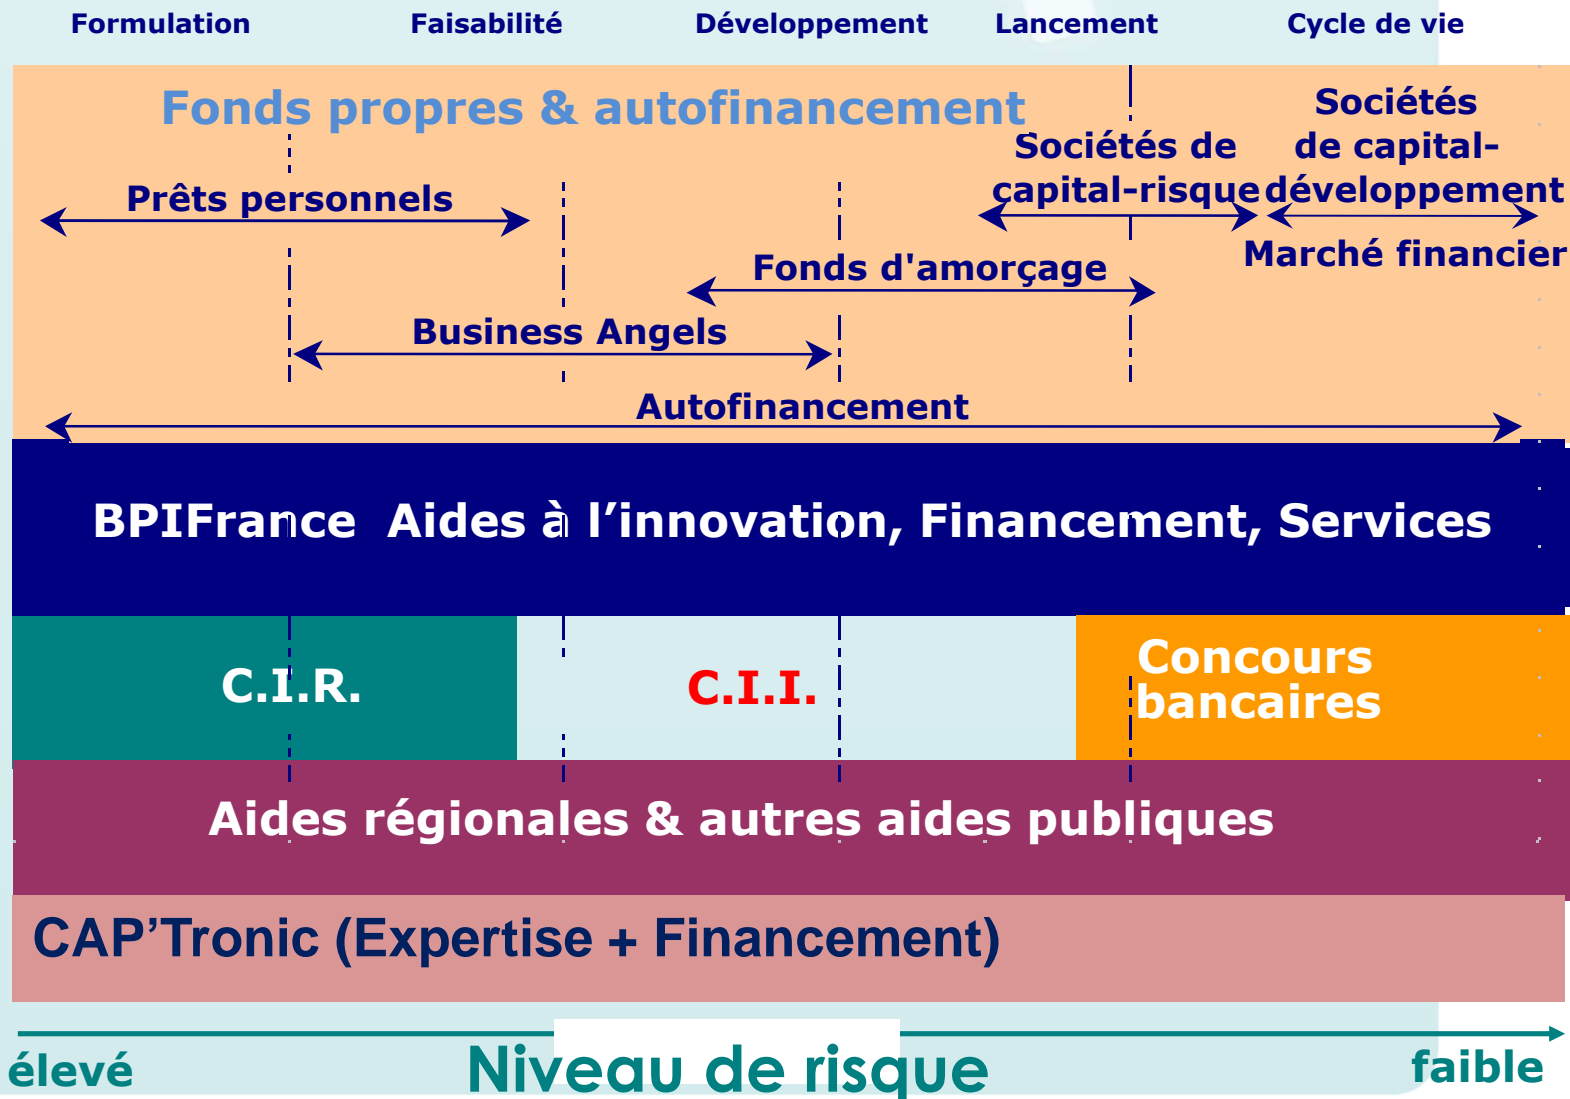 Formulation Faisabilité Développement Lancement Cycle de vie
Fonds propres & autofinancement
Sociétés
de capital-
développement
Sociétés de
capital-risque
Prêts personnels
Marché financier
Fonds d'amorçage
Business Angels
Autofinancement
BPIFrance Aides à l’innovation, Financement, Services
C.I.R.
C.I.I.
Concours
bancaires
Aides régionales & autres aides publiques
CAP’Tronic (Expertise + Financement)
élevé Niveau de risque faible